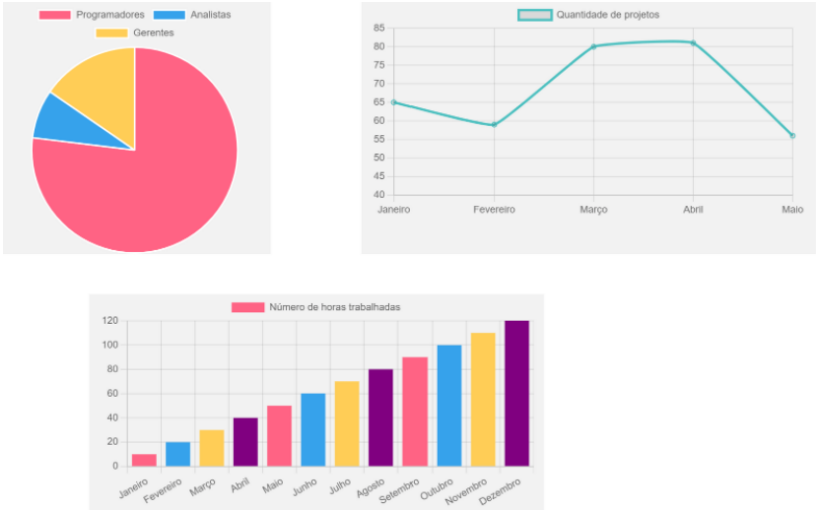 Programadores Analistas
Gerentes
Quantidade de projetos
85
80
75
70
65
60
55
50
45
40
Janeiro Fevereiro Março Abril Maio
Número de horas trabalhadas
120
100
80
60
40
20
0
Janeiro Fevereiro Março Abril Maio Junho Julho Agosto Setembro Outubro Novembro Dezembro